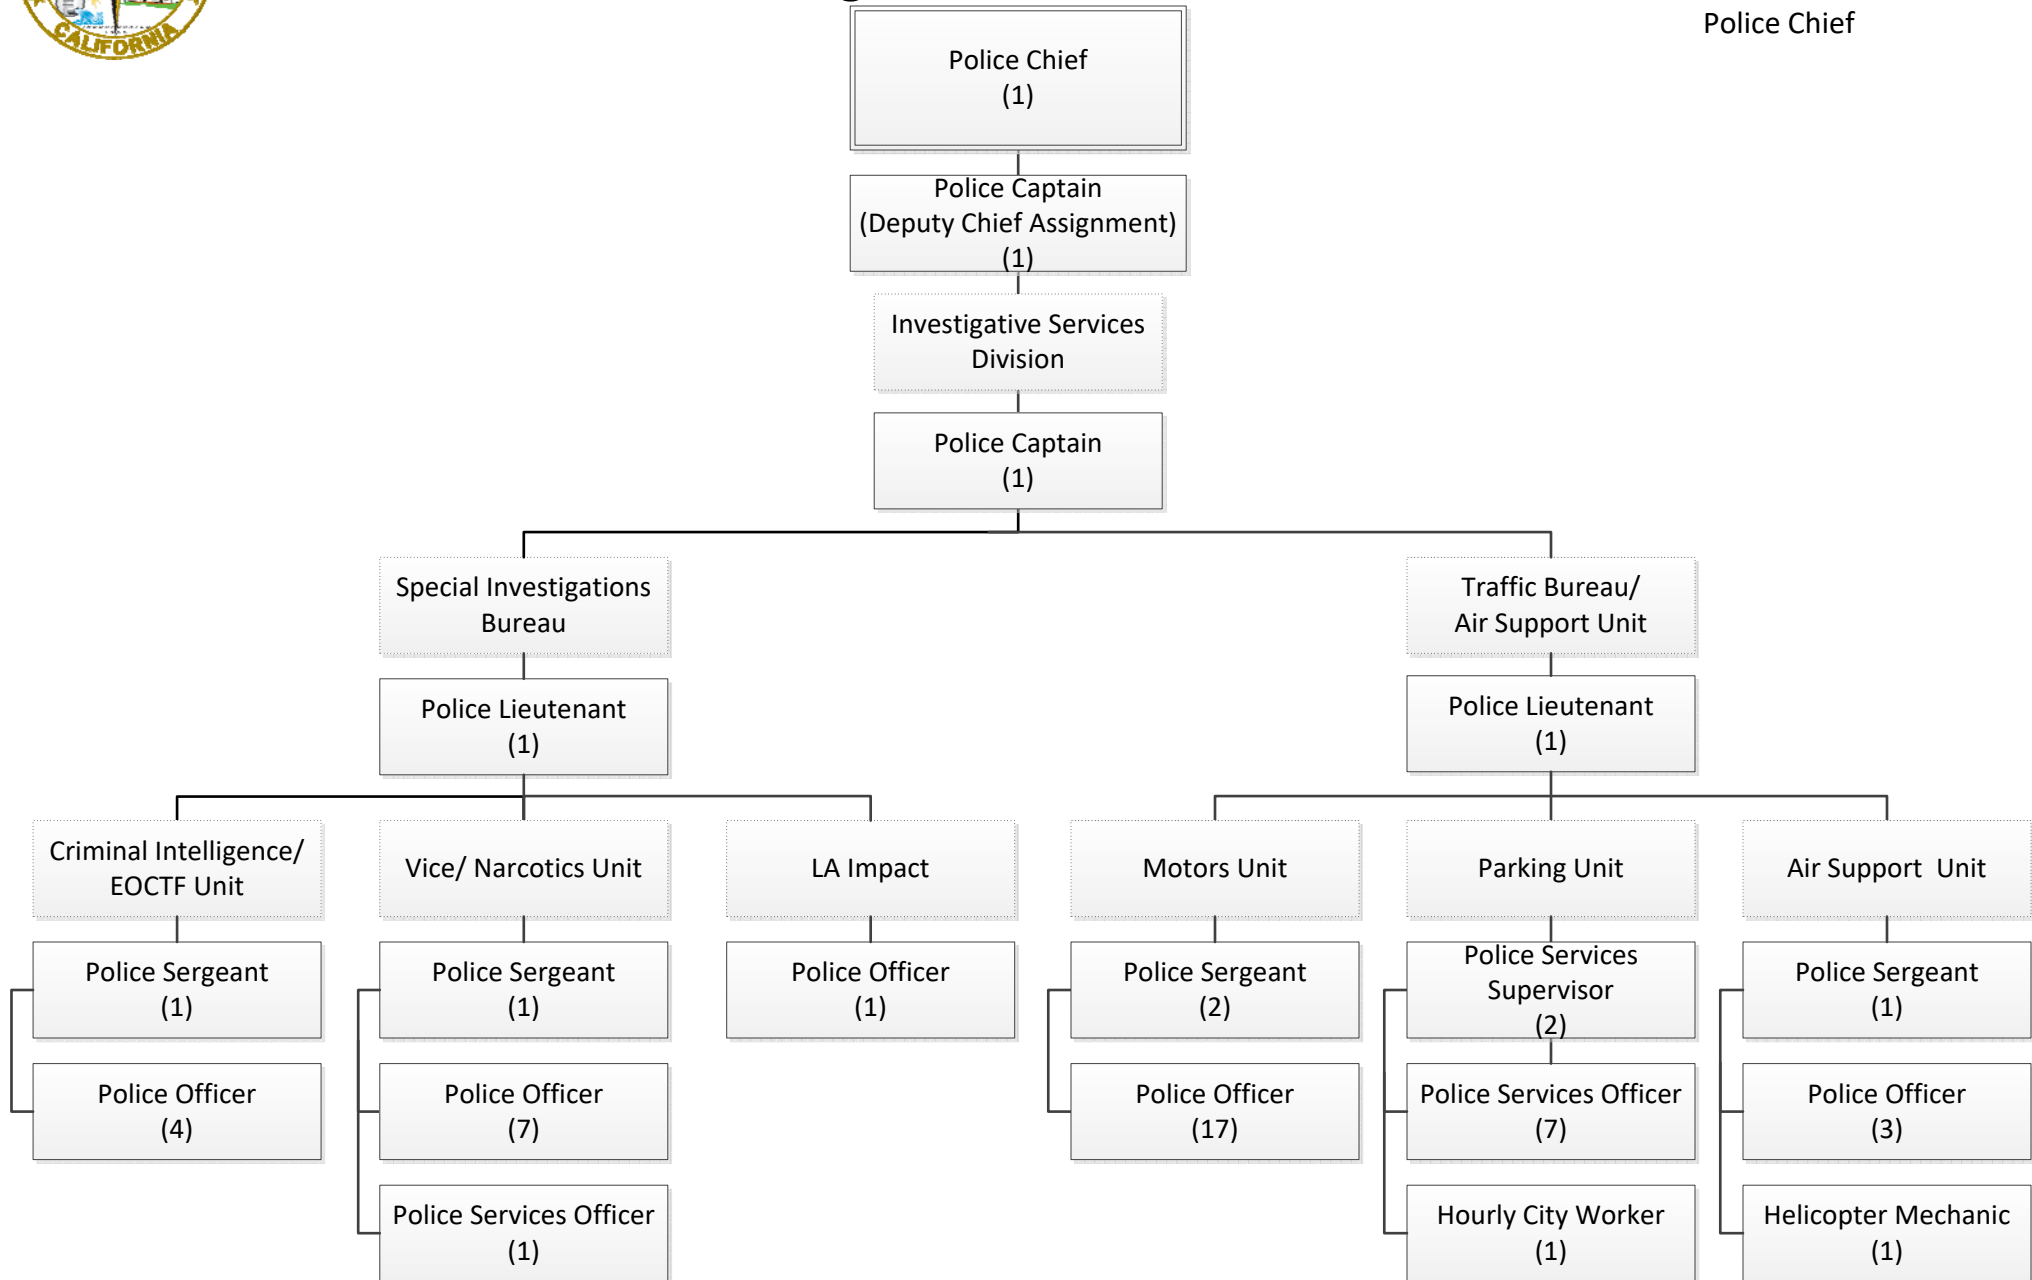 CALIFORNIA
Police Chief
Police Chief
(1)
Police Captain
(Deputy Chief Assignment)
(1)
Investigative Services
Division
Police Captain
(1)
Special Investigations
Bureau
Traffic Bureau/
Air Support Unit
Police Lieutenant
(1)
Police Lieutenant
(1)
Criminal Intelligence/
EOCTF Unit
Vice/ Narcotics Unit
LA Impact
Motors Unit
Parking Unit
Air Support  Unit
Police Sergeant
(1)
Police Sergeant
(1)
Police Officer
(1)
Police Sergeant
(2)
Police Services
Supervisor
(2)
Police Sergeant
(1)
Police Officer
(4)
Police Officer
(7)
Police Officer
(17)
Police Services Officer
(7)
Police Officer
(3)
Police Services Officer
(1)
Hourly City Worker
(1)
Helicopter Mechanic
(1)